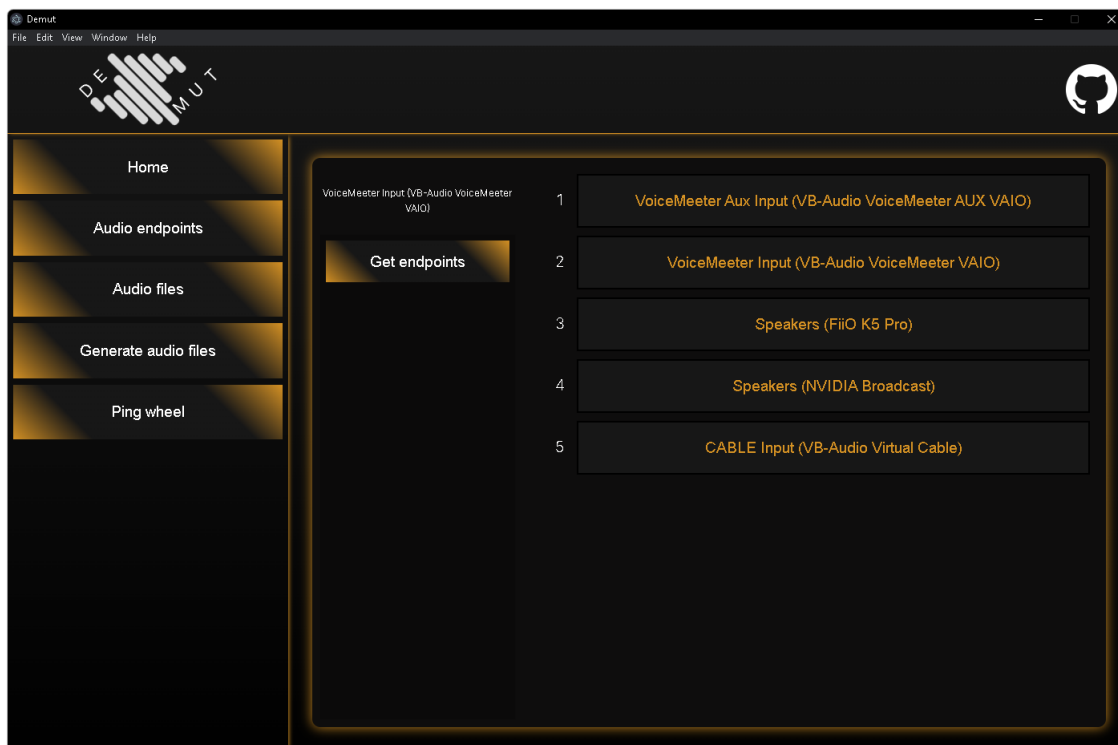 Demut
File Edit View Window Help
DE
MUT
Home
Audio endpoints
Audio files
Generate audio files
Ping wheel
VoiceMeeter Input (VB-Audio VoiceMeeter
VAIO)
Get endpoints
1 VoiceMeeter Aux Input (VB-Audio VoiceMeeter AUX VAIO)
2 VoiceMeeter Input (VB-Audio VoiceMeeter VAIO)
3 Speakers (FiiO K5 Pro)
4 Speakers (NVIDIA Broadcast)
5 CABLE Input (VB-Audio Virtual Cable)